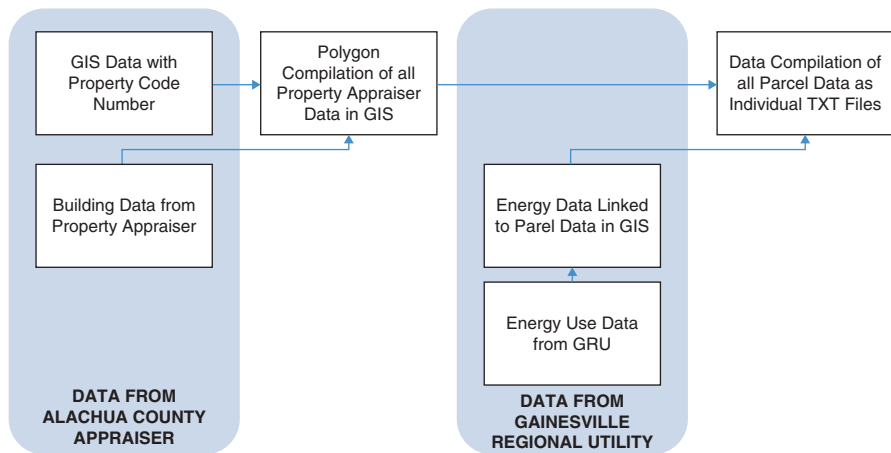 GIS Data with
Property Code
Number
Polygon
Compilation of all
Property Appraiser
Data in GIS
Data Compilation of
all Parcel Data as
Individual TXT Files
Building Data from
Property Appraiser
Energy Data Linked
to Parel Data in GIS
Energy Use Data
from GRU
DATA FROM
ALACHUA COUNTY
APPRAISER
DATA FROM
GAINESVILLE
REGIONAL UTILITY